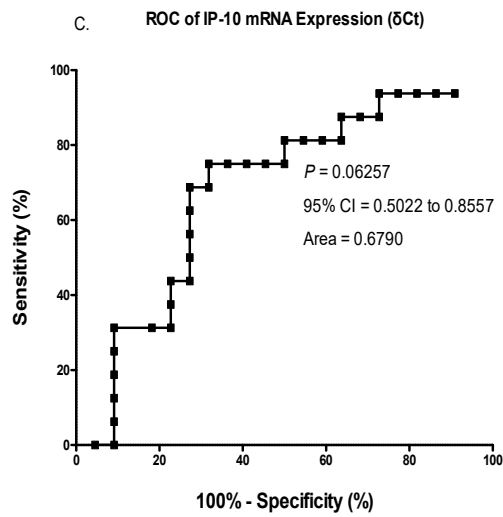 C.
ROC of IP-10 mRNA Expression (δCt)
100
80
60
40
20
0
Sensitivity (%)
P = 0.06257
95% CI = 0.5022 to 0.8557
Area = 0.6790
0 20 40 60 80 100
100% - Specificity (%)